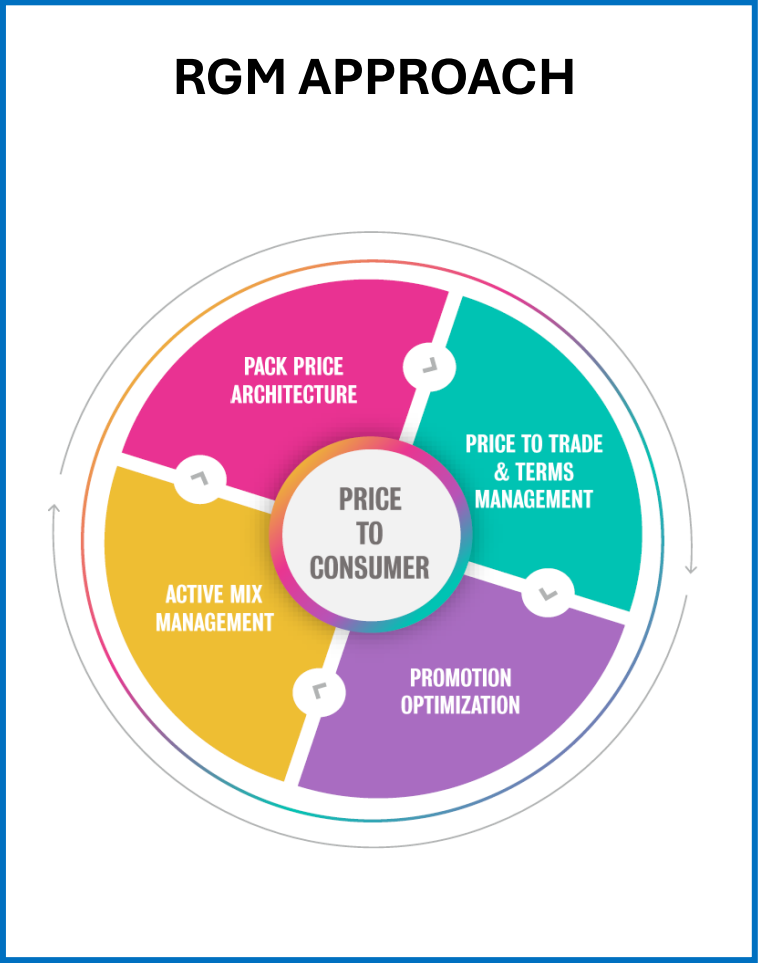 RGM APPROACH
PACK PRICE
ARCHITECTURE
PRICE TO TRADE
& TERMS
MANAGEMENT
PRICE
TO
CONSUMER
ACTIVE MIX
MANAGEMENT
PROMOTION
OPTIMIZATION